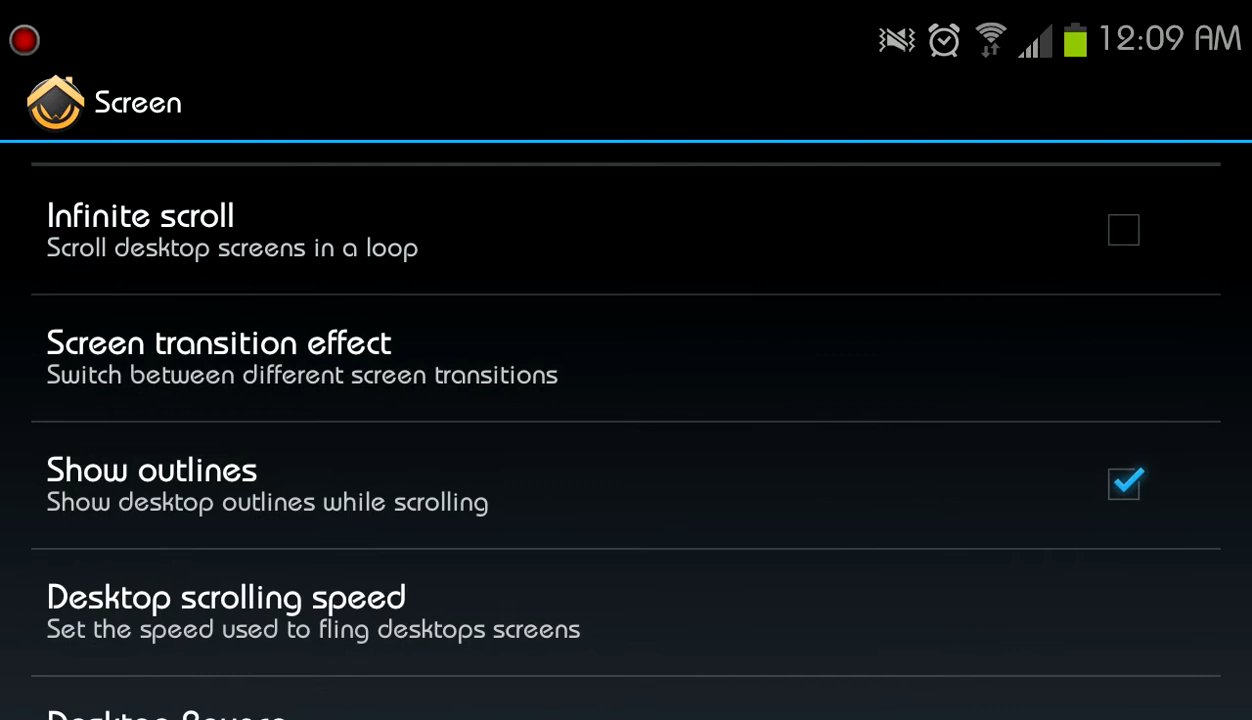 12:09 AM
Screen
Infinite scroll
Scroll desktop screens in a loop
Screen transition effect
Switch between different screen transitions
Show outlines
Show desktop outlines while scrolling
Desktop scrolling speed
Set the speed used to fling desktops screens
Desktop